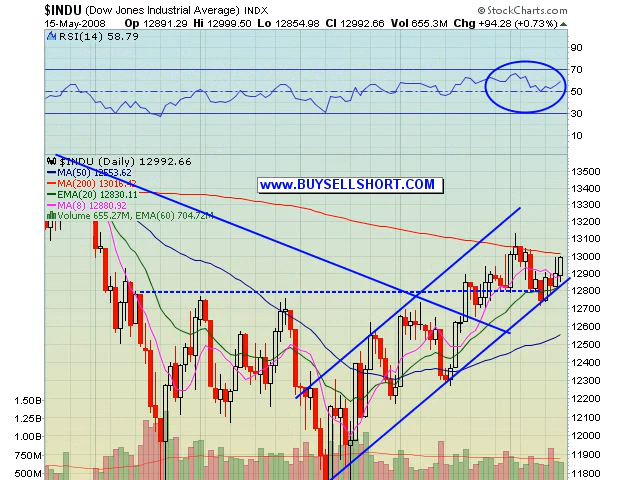 $INDU (Dow Jones Industrial Average) INDX © StockCharts.com
15-May-2008 Op 12891.29 Hi 12999.50 Lo 12854.98 Cl 12992.66 Vol 655.3M Chg +94.28 (+0.73%)
RSI(14) 58.79
90
70
50
30
10
$INDU (Daily) 12992.66
MA(50) 12553.62
MA(200) 13016.42
EMA(20) 12830.11
MA(8) 12880.92
Volume 655.27M, EMA(60) 704.72M
WWW.BUYSELLSHORT.COM
13500
13400
13300
13200
13100
13000
12900
12800
12700
12600
12500
12400
12300
12200
12100
12000
11900
11800
1.50B
1.25B
1.00B
750M
500M